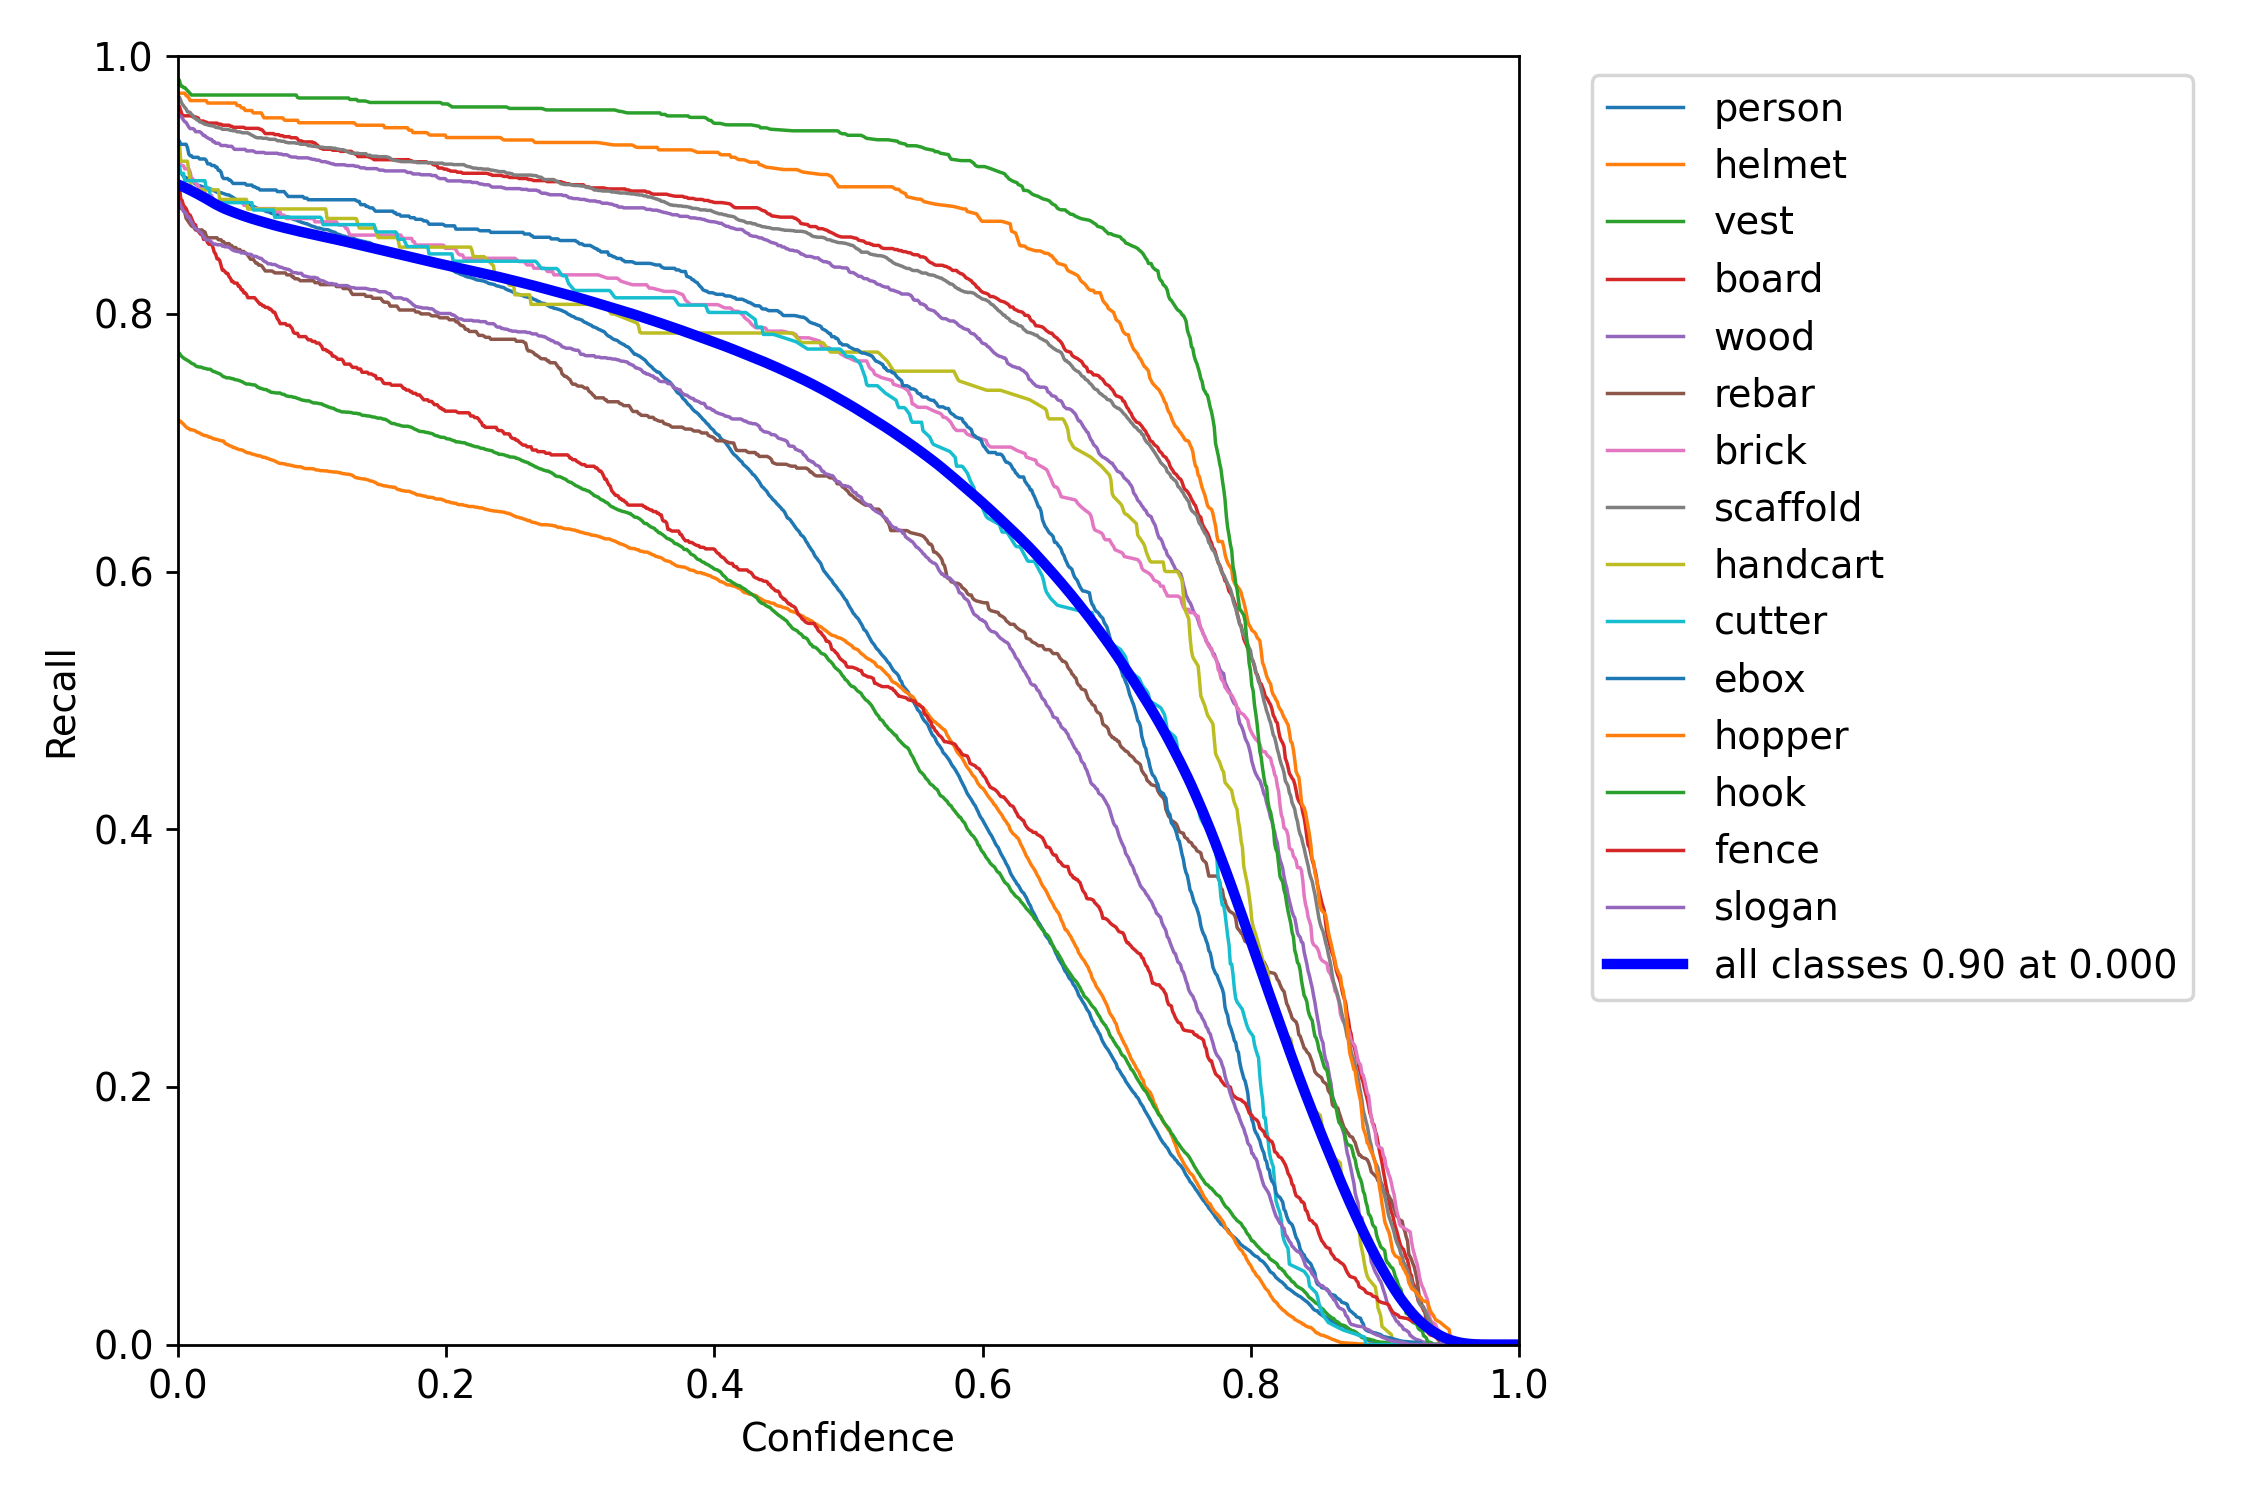 1.0
0.8
0.6
0.4
0.2
0.0
Recall
0.0 0.2 0.4 0.6 0.8 1.0
Confidence
person
helmet
vest
board
wood
rebar
brick
scaffold
handcart
cutter
ebox
hopper
hook
fence
slogan
all classes 0.90 at 0.000